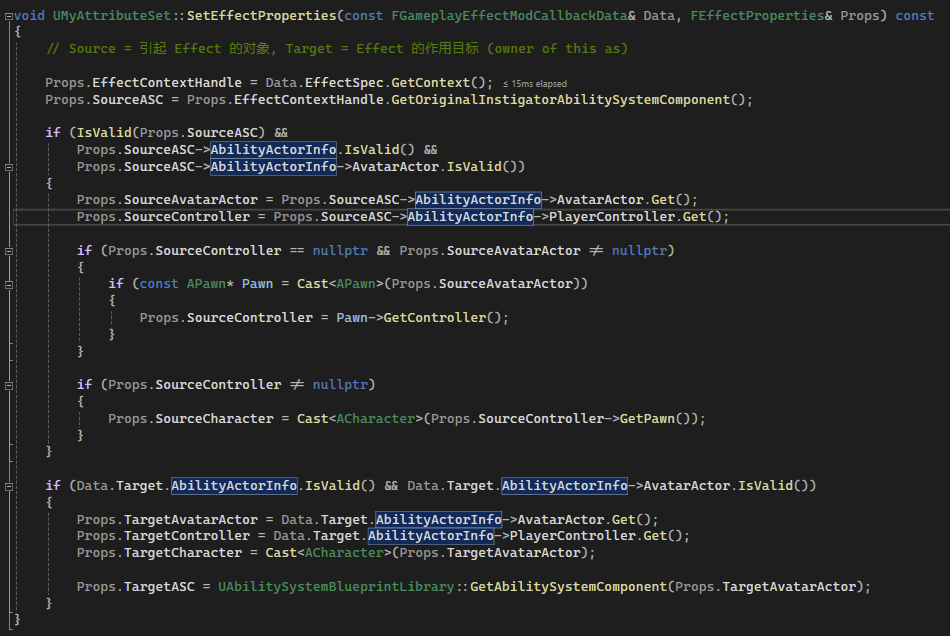 void UMyAttributeSet::SetEffectProperties(const FGameplayEffectModCallbackData& Data, FEffectProperties& Props) const
{
// Source = 引起 Effect 的对象, Target = Effect 的作用目标 (owner of this as)
Props.EffectContextHandle = Data.EffectSpec.GetContext(); ≤ 15ms elapsed
Props.SourceASC = Props.EffectContextHandle.GetOriginalInstigatorAbilitySystemComponent();
if (IsValid(Props.SourceASC) &&
Props.SourceASC->AbilityActorInfo.IsValid() &&
Props.SourceASC->AbilityActorInfo->AvatarActor.IsValid())
{
Props.SourceAvatarActor = Props.SourceASC->AbilityActorInfo->AvatarActor.Get();
Props.SourceController = Props.SourceASC->AbilityActorInfo->PlayerController.Get();
if (Props.SourceController == nullptr && Props.SourceAvatarActor ≠ nullptr)
{
if (const APawn* Pawn = Cast<APawn>(Props.SourceAvatarActor))
{
Props.SourceController = Pawn->GetController();
}
}
if (Props.SourceController ≠ nullptr)
{
Props.SourceCharacter = Cast<ACharacter>(Props.SourceController->GetPawn());
}
}
if (Data.Target.AbilityActorInfo.IsValid() && Data.Target.AbilityActorInfo->AvatarActor.IsValid())
{
Props.TargetAvatarActor = Data.Target.AbilityActorInfo->AvatarActor.Get();
Props.TargetController = Data.Target.AbilityActorInfo->PlayerController.Get();
Props.TargetCharacter = Cast<ACharacter>(Props.TargetAvatarActor);
Props.TargetASC = UAbilitySystemBlueprintLibrary::GetAbilitySystemComponent(Props.TargetAvatarActor);
}
}